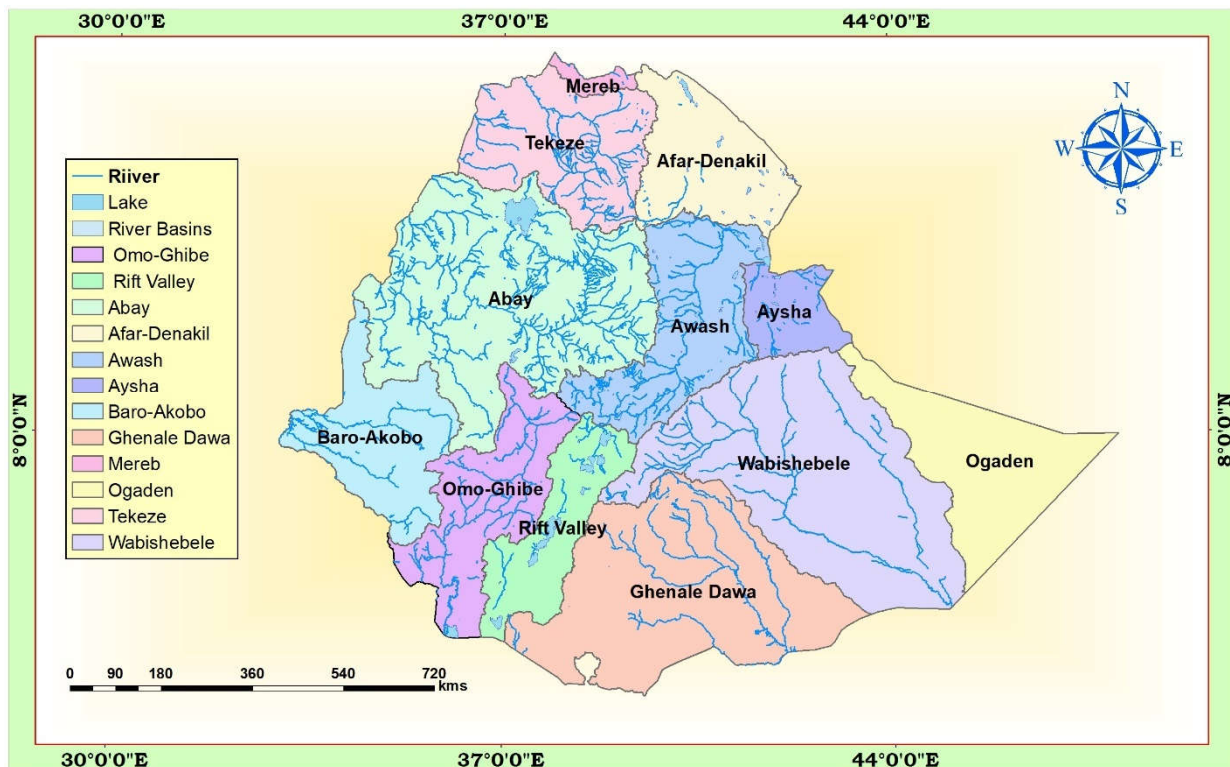 30°0'0"E 37°0'0"E 44°0'0"E
N
W E
S
8°0'0"N
8°0'0"N
Riiver
Lake
River Basins
Omo-Ghibe
Rift Valley
Abay
Afar-Denakil
Awash
Aysha
Baro-Akobo
Ghenale Dawa
Mereb
Ogaden
Tekeze
Wabishebele
Mereb
Tekeze
Afar-Denakil
Abay
Awash
Aysha
Baro-Akobo
Omo-Ghibe
Rift Valley
Wabishebele
Ogaden
Ghenale Dawa
0 90 180 360 540 720
kms
30°0'0"E 37°0'0"E 44°0'0"E